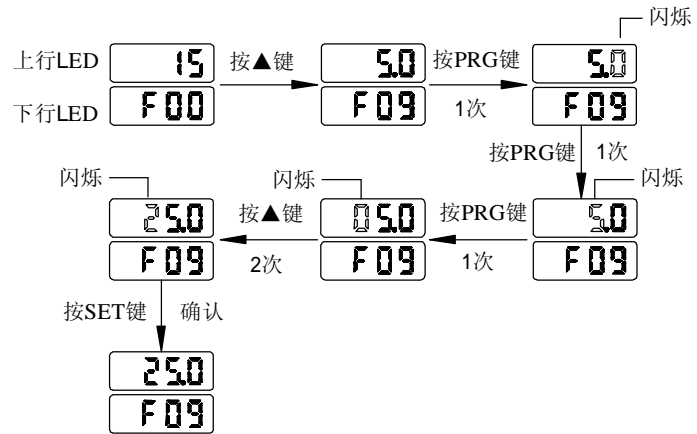 闪烁
上行LED 15 按▲键 5.0 按PRG键 5.0
下行LED F00 F09 1次 F09
按PRG键 1次
闪烁 闪烁 闪烁
25.0 按▲键 05.0 按PRG键 5.0
F09 2次 F09 1次 F09
按SET键 确认
25.0
F09